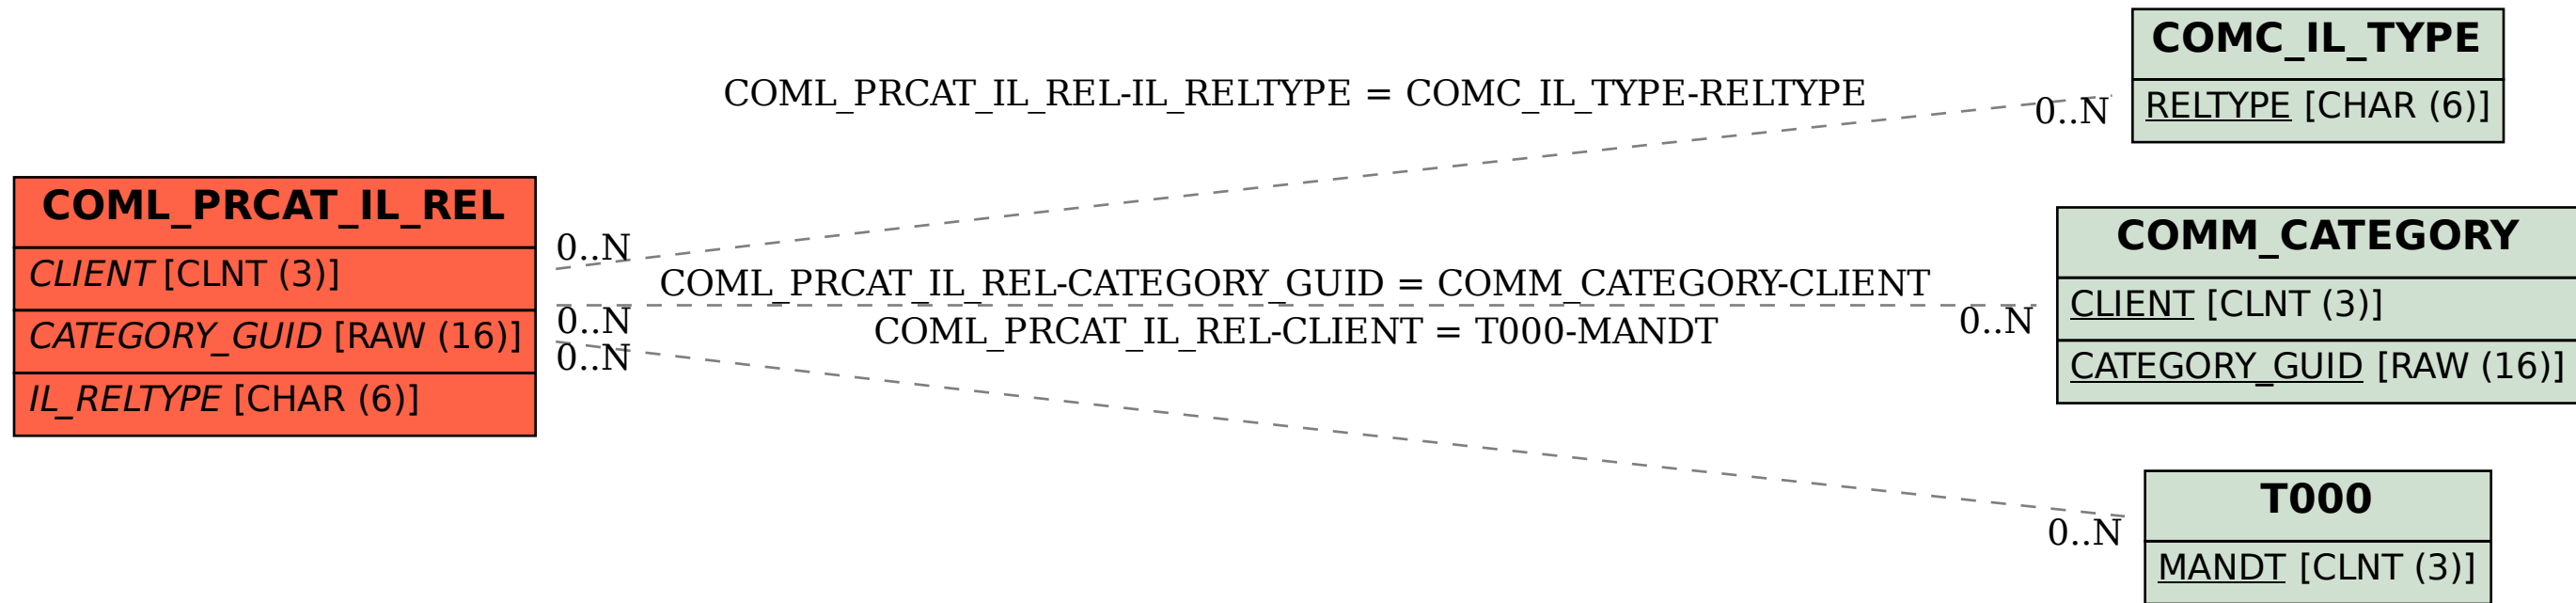 COMC_IL_TYPE
RELTYPE [CHAR (6)]
COML_PRCAT_IL_REL-IL_RELTYPE = COMC_IL_TYPE-RELTYPE
0..N
COML_PRCAT_IL_REL
CLIENT [CLNT (3)]
CATEGORY_GUID [RAW (16)]
IL_RELTYPE [CHAR (6)]
0..N
COML_PRCAT_IL_REL-CATEGORY_GUID = COMM_CATEGORY-CLIENT
0..N
0..N
COMM_CATEGORY
CLIENT [CLNT (3)]
CATEGORY_GUID [RAW (16)]
COML_PRCAT_IL_REL-CLIENT = T000-MANDT
0..N
0..N
T000
MANDT [CLNT (3)]